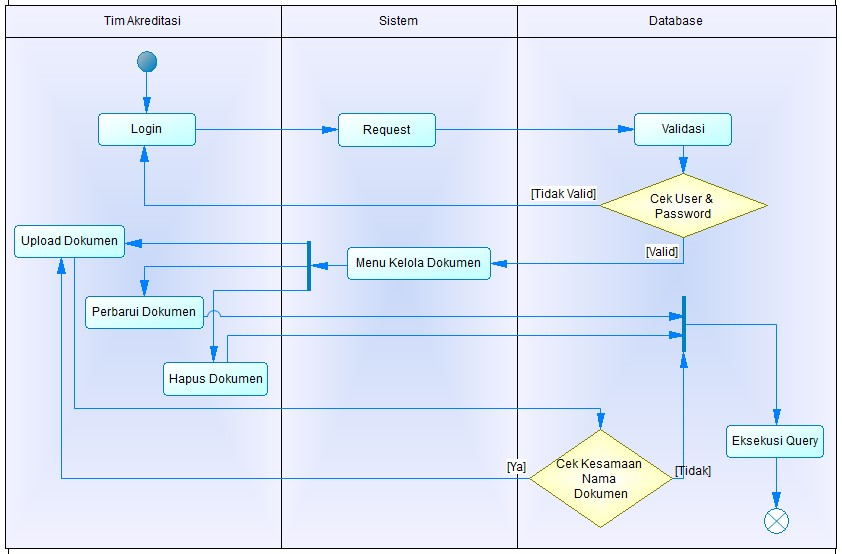 Tim Akreditasi
Sistem
Database
Login
Request
Validasi
[Tidak Valid]
Cek User &
Password
Upload Dokumen
Menu Kelola Dokumen
[Valid]
Perbarui Dokumen
Hapus Dokumen
Eksekusi Query
[Ya]
Cek Kesamaan
Nama
Dokumen
[Tidak]